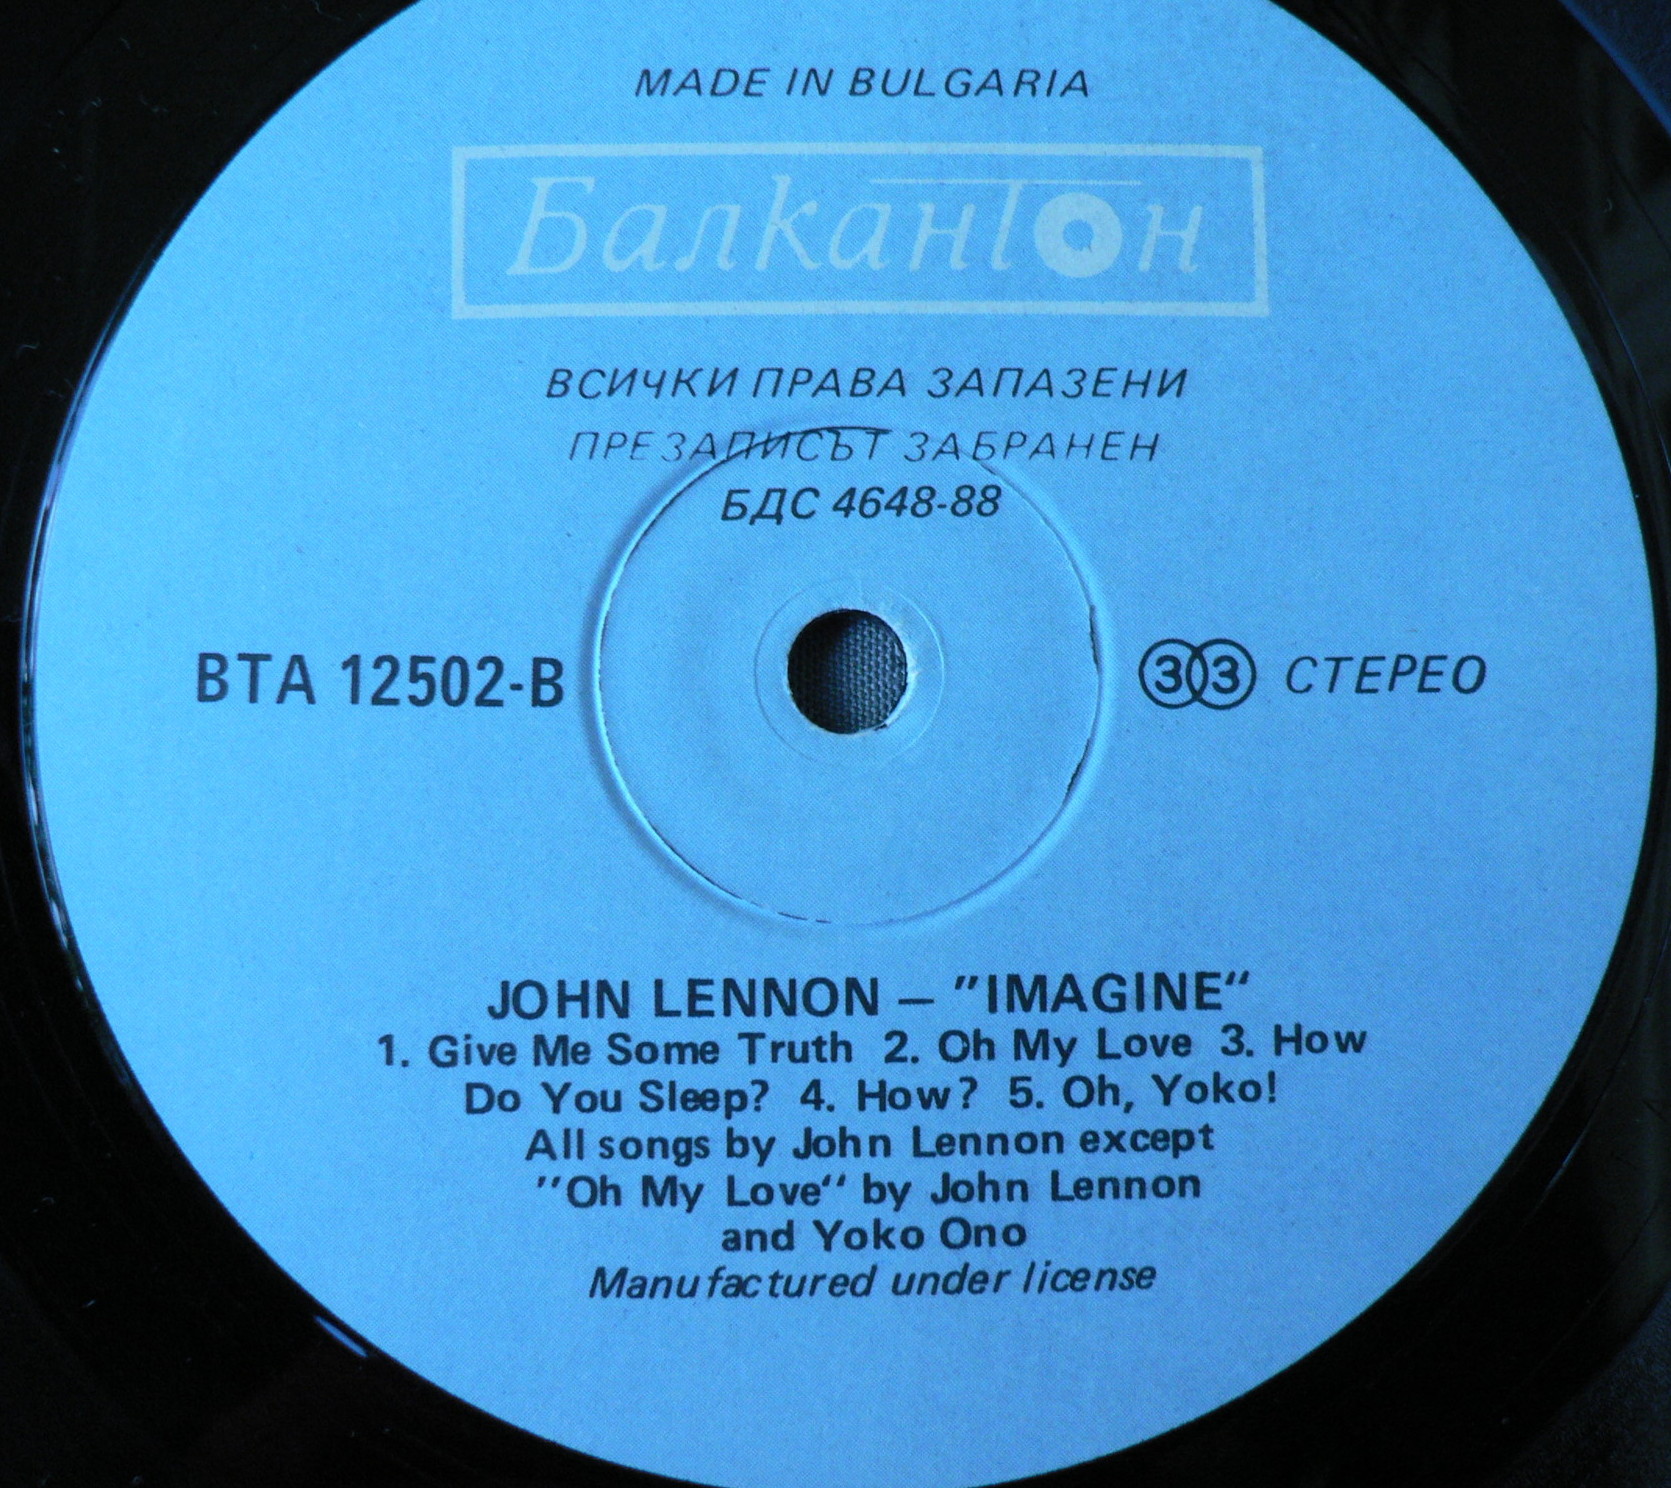 MADE IN BULGARIA
Балкантон
ВСИЧКИ ПРАВА ЗАПАЗЕНИ
ПРЕЗАПИСЪТ ЗАБРАНЕН
БДС 4648-88
ВТА 12502-В
33 СТЕРЕО
JOHN LENNON – "IMAGINE“
1. Give Me Some Truth 2. Oh My Love 3. How
Do You Sleep? 4. How? 5. Oh, Yoko!
All songs by John Lennon except
"Oh My Love“ by John Lennon
and Yoko Ono
Manufactured under license